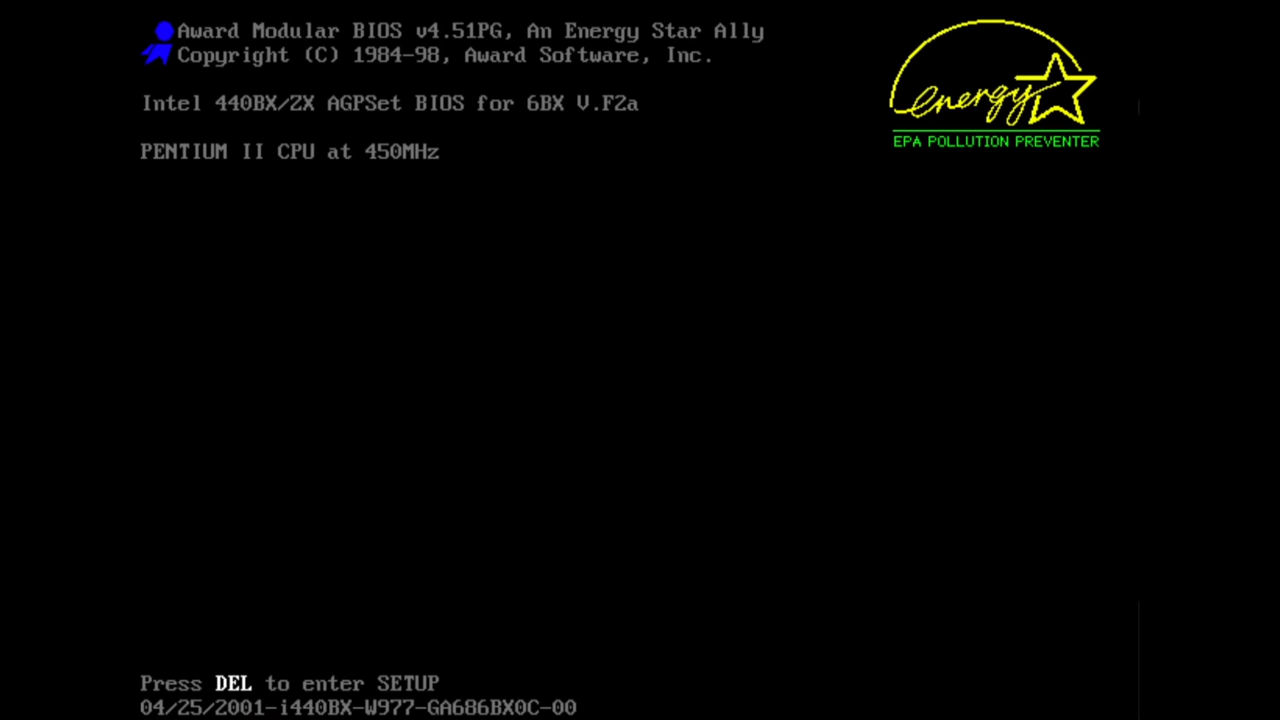 Award Modular BIOS v4.51PG, An Energy Star Ally
Copyright (C) 1984-98, Award Software, Inc.
energy
EPA POLLUTION PREVENTER
Intel 440BX/ZX AGPSet BIOS for 6BX V.F2a
PENTIUM II CPU at 450MHz
Press DEL to enter SETUP
04/25/2001-i440BX-W977-GA686BX0C-00